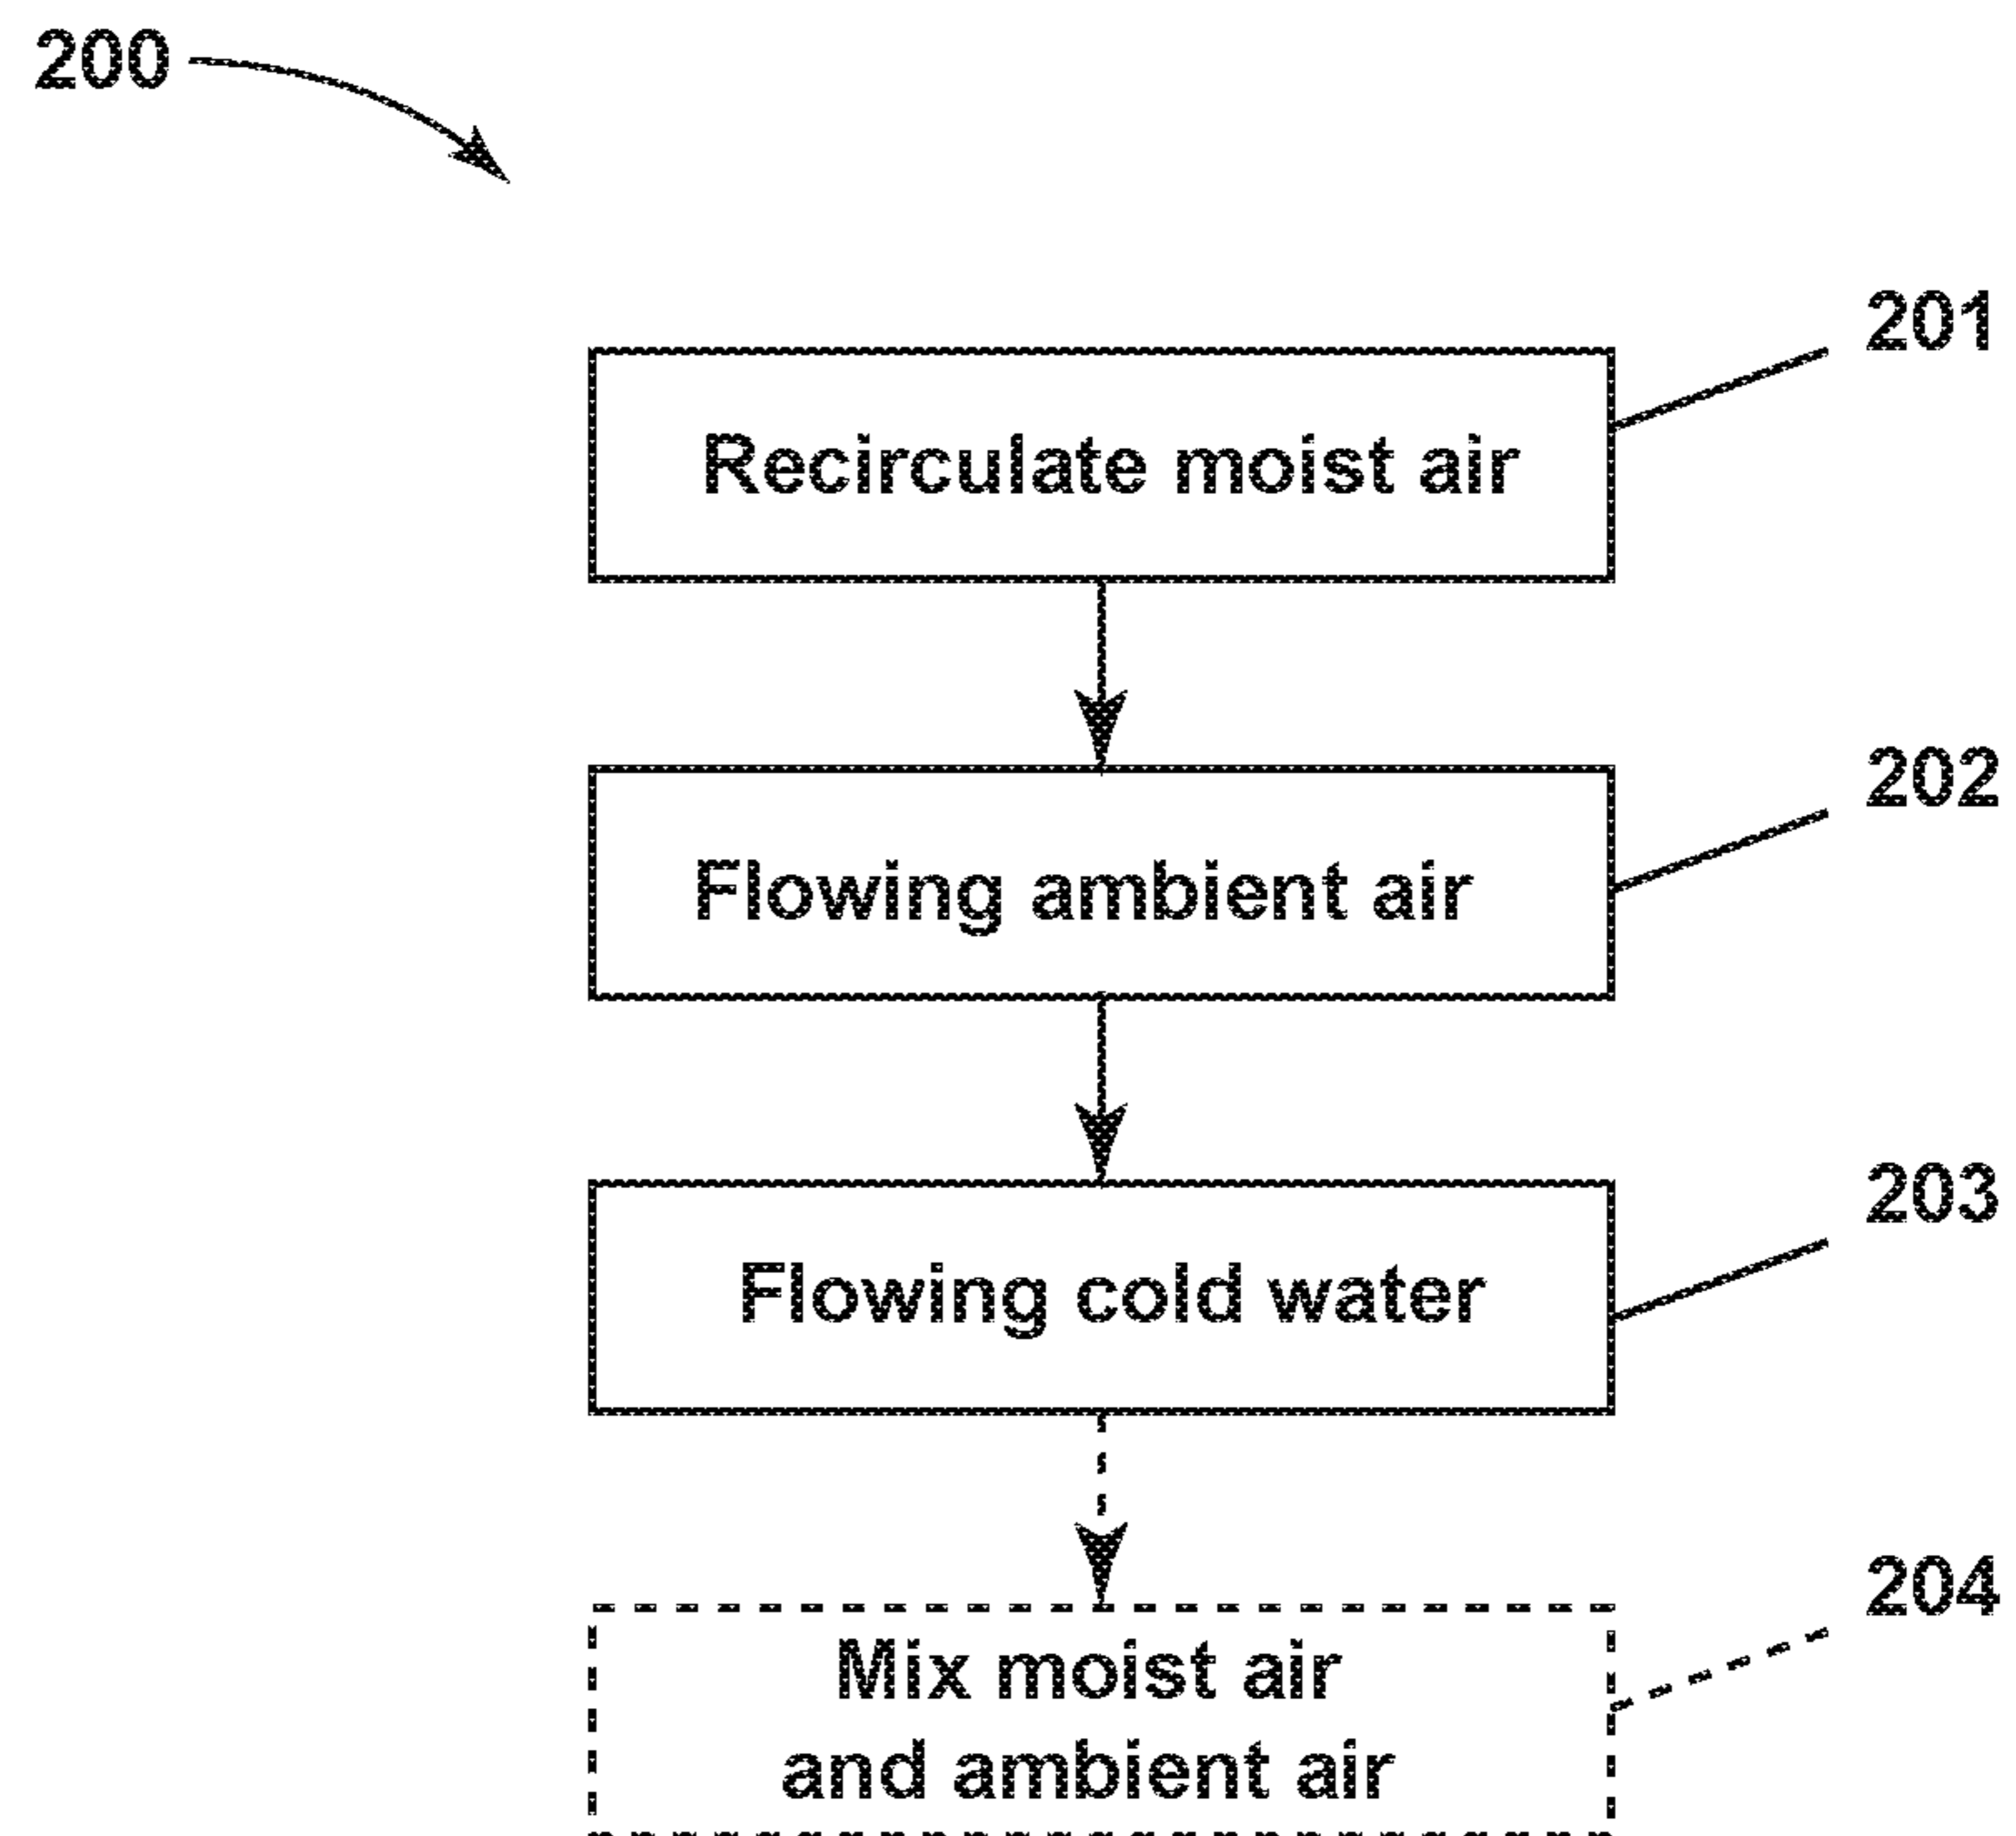 200
201
Recirculate moist air
202
Flowing ambient air
203
Flowing cold water
204
Mix moist air
and ambient air